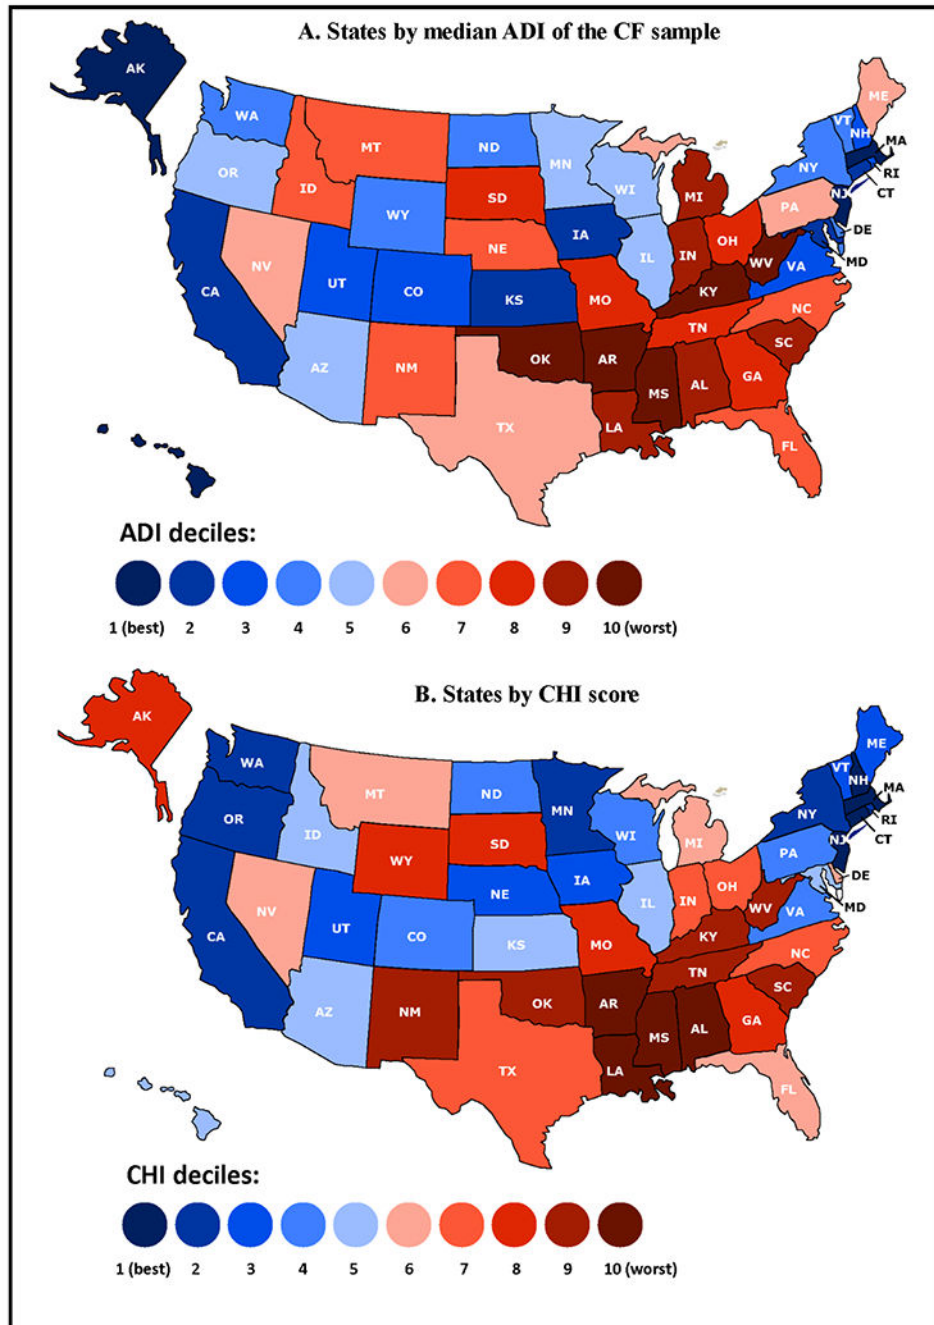 A. States by median ADI of the CF sample
AK
WA
MT
ND
MN
ME
VT
NH
MA
OR
ID
SD
WI
MI
NY
RI
CT
WY
NE
IA
PA
NJ
NV
UT
CO
IL
IN
OH
WV
DE
MD
CA
KS
MO
KY
VA
AZ
NM
OK
AR
TN
NC
SC
TX
LA
MS
AL
GA
FL
ADI deciles:
1 (best) 2 3 4 5 6 7 8 9 10 (worst)
B. States by CHI score
AK
WA
MT
ND
MN
ME
VT
NH
MA
OR
ID
SD
WI
MI
NY
RI
CT
WY
NE
IA
PA
NJ
NV
UT
CO
IL
IN
OH
WV
DE
MD
CA
KS
MO
KY
VA
AZ
NM
OK
AR
TN
NC
SC
TX
LA
MS
AL
GA
FL
CHI deciles:
1 (best) 2 3 4 5 6 7 8 9 10 (worst)